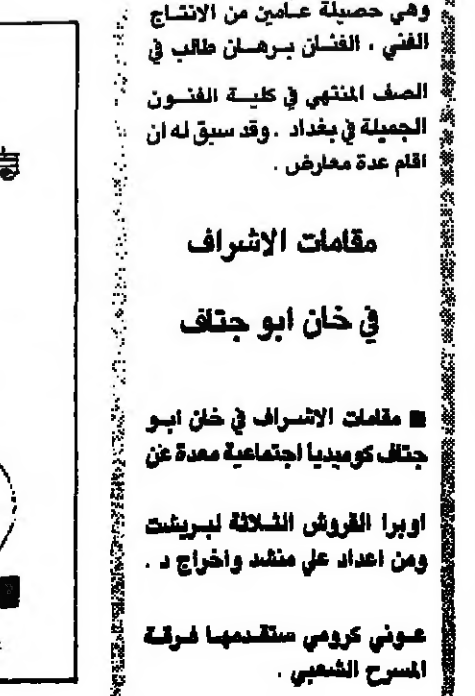 وهي حصيلة عامين من الانتاج
الفني ، الفنان برهان طالب في
الصف المنتهي في كلية الفنون
الجميلة في بغداد . وقد سبق له ان
اقام عدة معارض .
مقامات الاشراف
في خان ابو جتاف
■ مقامات الاشراف في خان ابو
جتاف كوميديا اجتماعية معدة عن
اوبرا القروش الثلاثة لبريشت
ومن اعداد علي منشد واخراج د .
عوني كرومي ستقدمها فرقة
المسرح الشعبي .